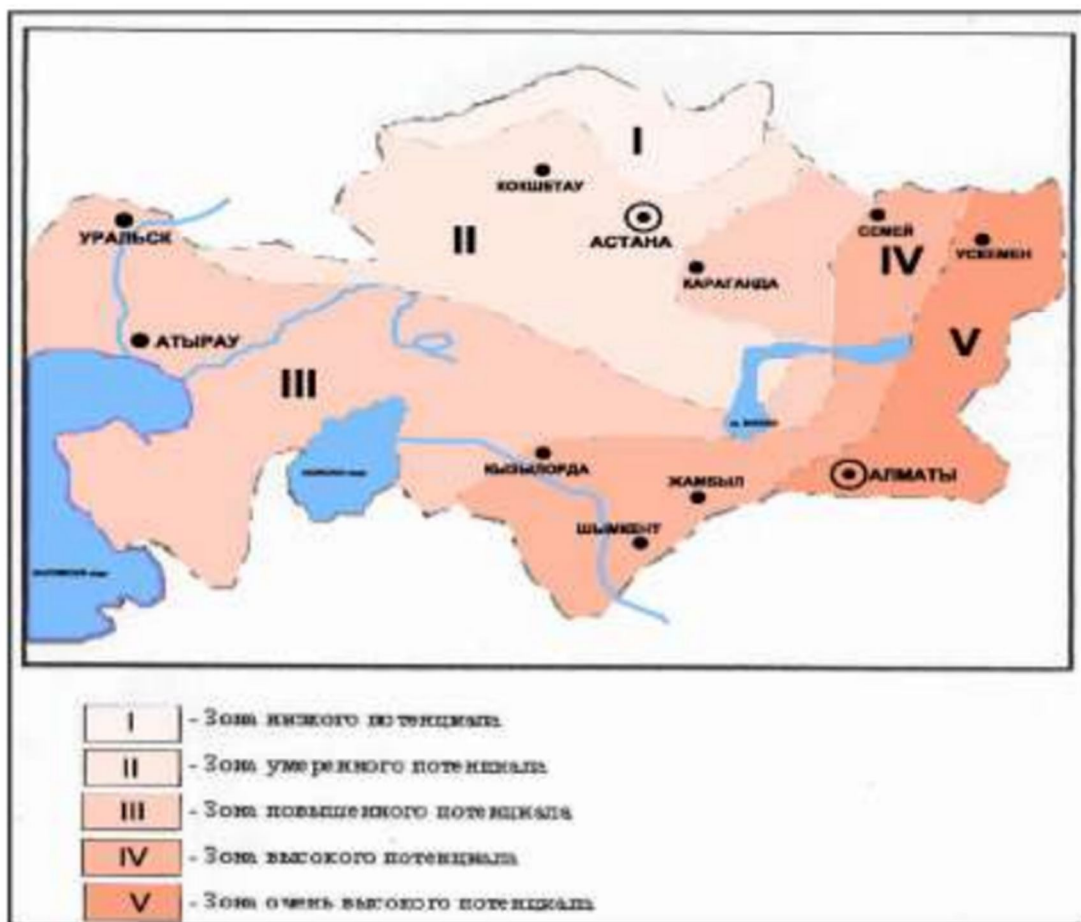 I
КОКШЕТАУ
УРАЛЬСК
II
АСТАНА
СЕМЕЙ
IV
УСКЕМЕН
КАРАГАНДА
АТЫРАУ
V
III
КЫЗЫЛОРДА
ЖАМБЫЛ
АЛМАТЫ
ШЫМКЕНТ
I - Зона низкого потенциала
II - Зона умеренного потенциала
III - Зона повышенного потенциала
IV - Зона высокого потенциала
V - Зона очень высокого потенциала